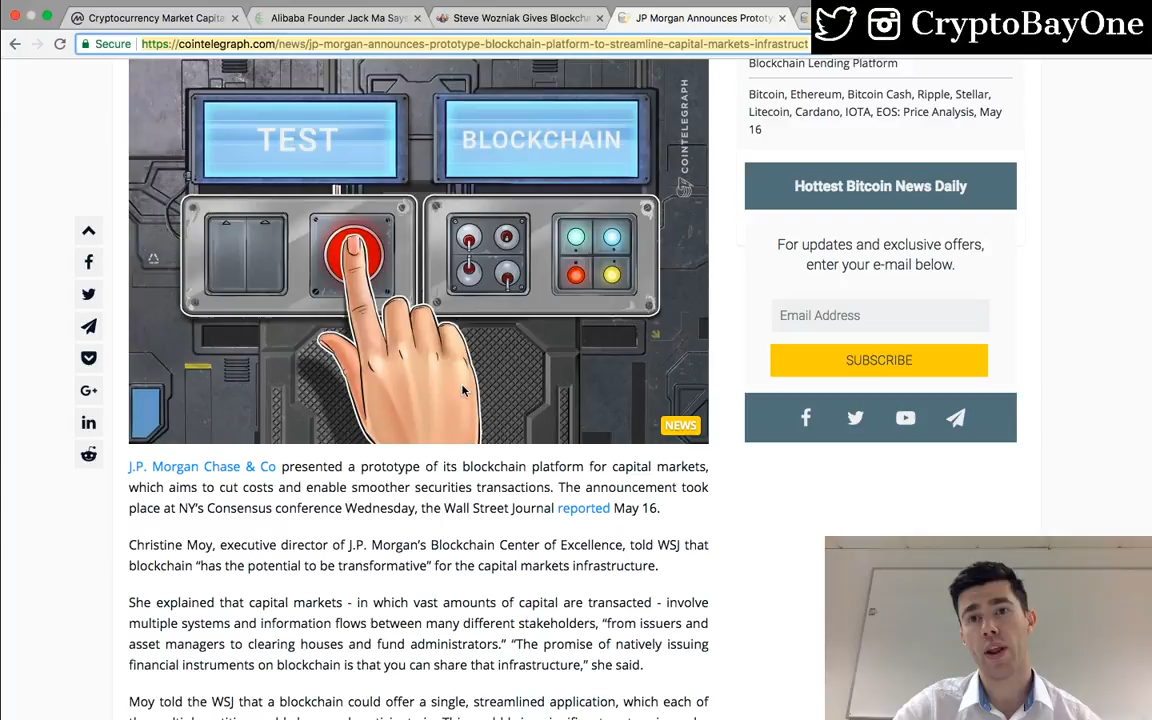 Cryptocurrency Market Capita
Alibaba Founder Jack Ma Says
Steve Wozniak Gives Blockcha
JP Morgan Announces Prototy
CryptoBayOne
Secure
https://cointelegraph.com/news/jp-morgan-announces-prototype-blockchain-platform-to-streamline-capital-markets-infrastruct
TEST
BLOCKCHAIN
COINTELEGRAPH
NEWS
J.P. Morgan Chase & Co presented a prototype of its blockchain platform for capital markets,
which aims to cut costs and enable smoother securities transactions. The announcement took
place at NY's Consensus conference Wednesday, the Wall Street Journal reported May 16.
Christine Moy, executive director of J.P. Morgan's Blockchain Center of Excellence, told WSJ that
blockchain “has the potential to be transformative” for the capital markets infrastructure.
She explained that capital markets - in which vast amounts of capital are transacted - involve
multiple systems and information flows between many different stakeholders, “from issuers and
asset managers to clearing houses and fund administrators.” “The promise of natively issuing
financial instruments on blockchain is that you can share that infrastructure,” she said.
Moy told the WSJ that a blockchain could offer a single, streamlined application, which each of
Blockchain Lending Platform
Bitcoin, Ethereum, Bitcoin Cash, Ripple, Stellar,
Litecoin, Cardano, IOTA, EOS: Price Analysis, May
16
Hottest Bitcoin News Daily
For updates and exclusive offers,
enter your e-mail below.
Email Address
SUBSCRIBE